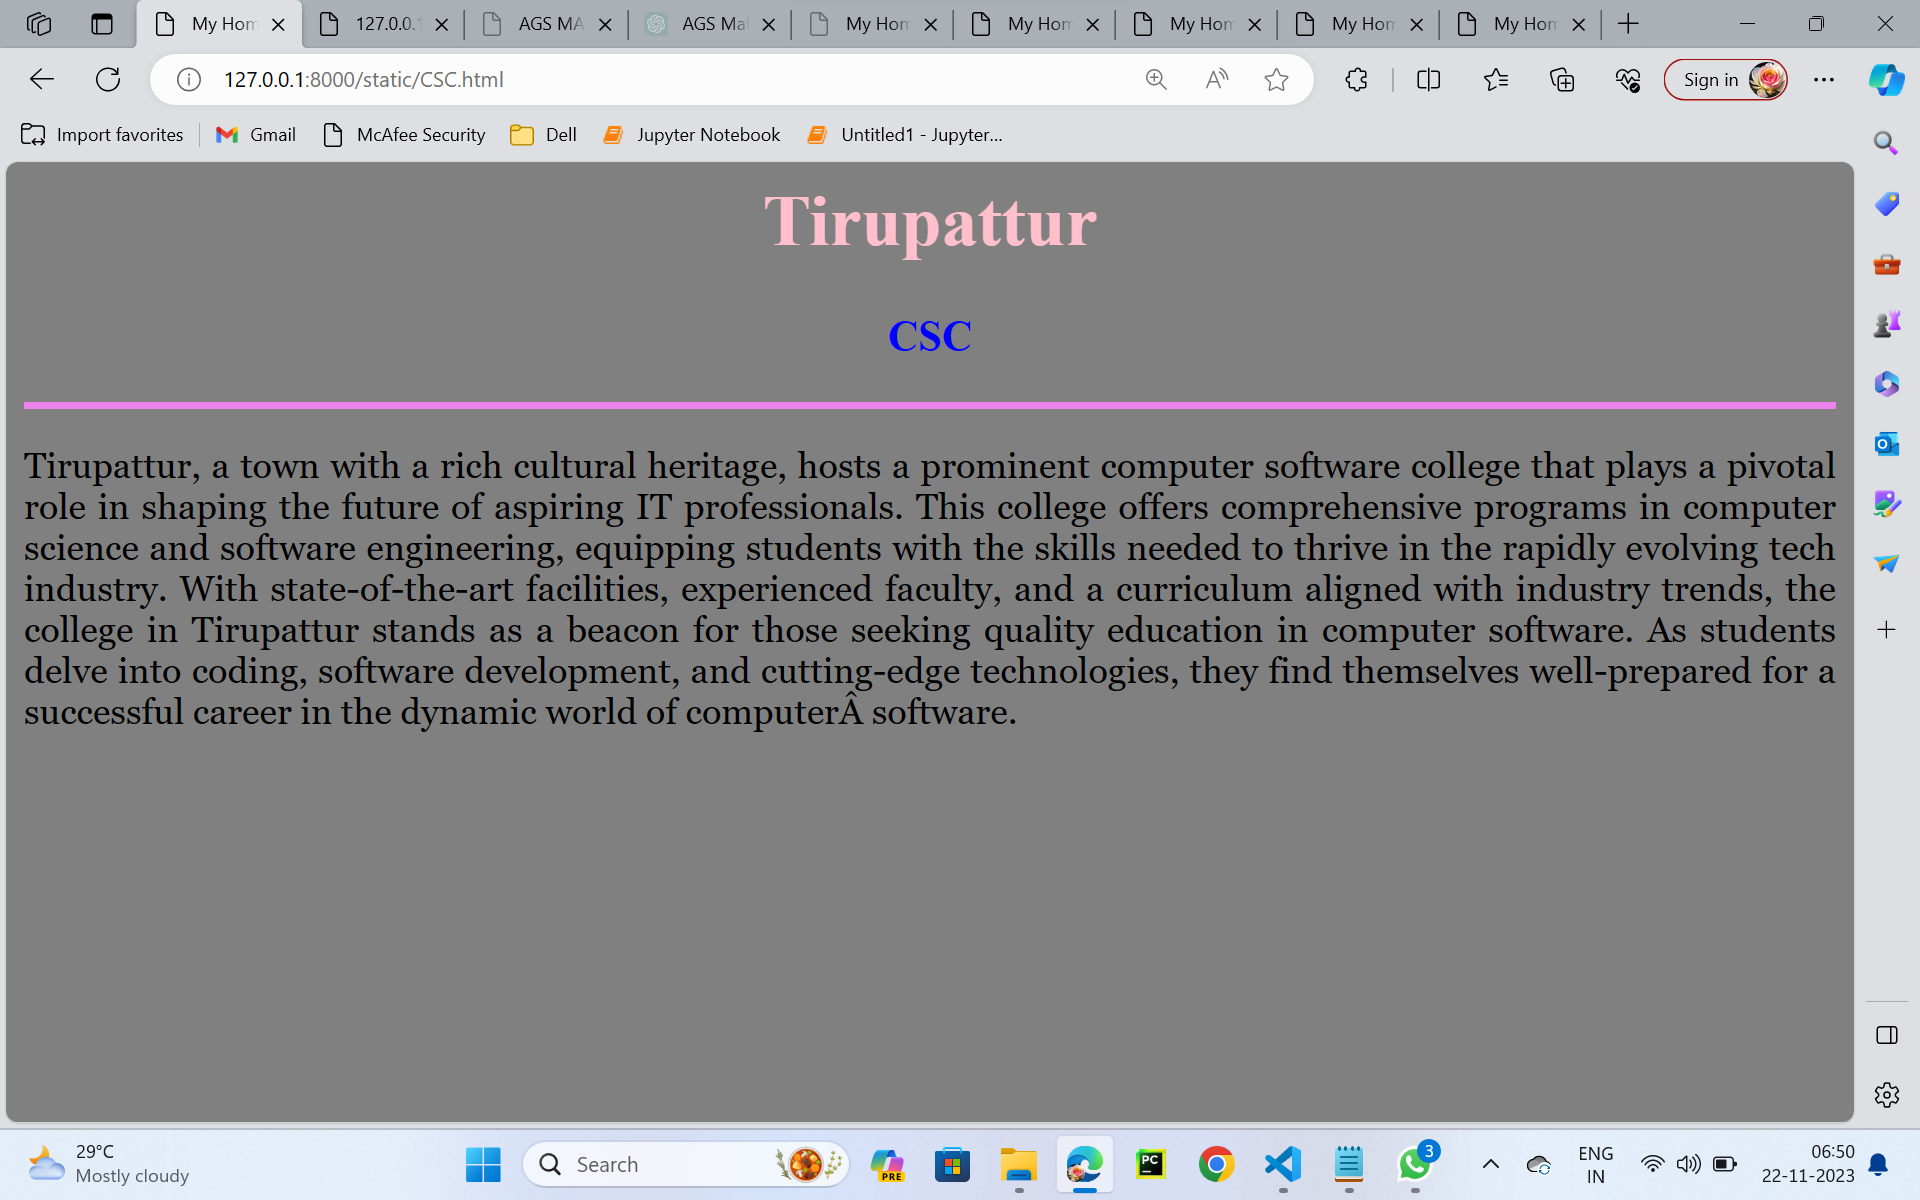 My Hom
127.0.0.1
AGS MA
AGS Mal
My Hom
My Hom
My Hom
My Hom
My Hom
127.0.0.1:8000/static/CSC.html
Sign in
Import favorites
Gmail
McAfee Security
Dell
Jupyter Notebook
Untitled1 - Jupyter...
Tirupattur
CSC
Tirupattur, a town with a rich cultural heritage, hosts a prominent computer software college that plays a pivotal
role in shaping the future of aspiring IT professionals. This college offers comprehensive programs in computer
science and software engineering, equipping students with the skills needed to thrive in the rapidly evolving tech
industry. With state-of-the-art facilities, experienced faculty, and a curriculum aligned with industry trends, the
college in Tirupattur stands as a beacon for those seeking quality education in computer software. As students
delve into coding, software development, and cutting-edge technologies, they find themselves well-prepared for a
successful career in the dynamic world of computerÂ software.
29°C
Mostly cloudy
Search
PRE
PC
3
ENG
IN
06:50
22-11-2023